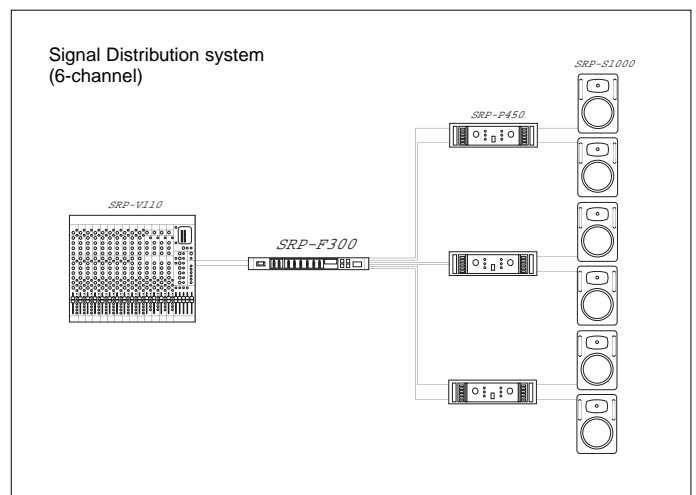 Signal Distribution system
(6-channel)
SRP-S1000
SRP-P450
SRP-V110
SRP-F300